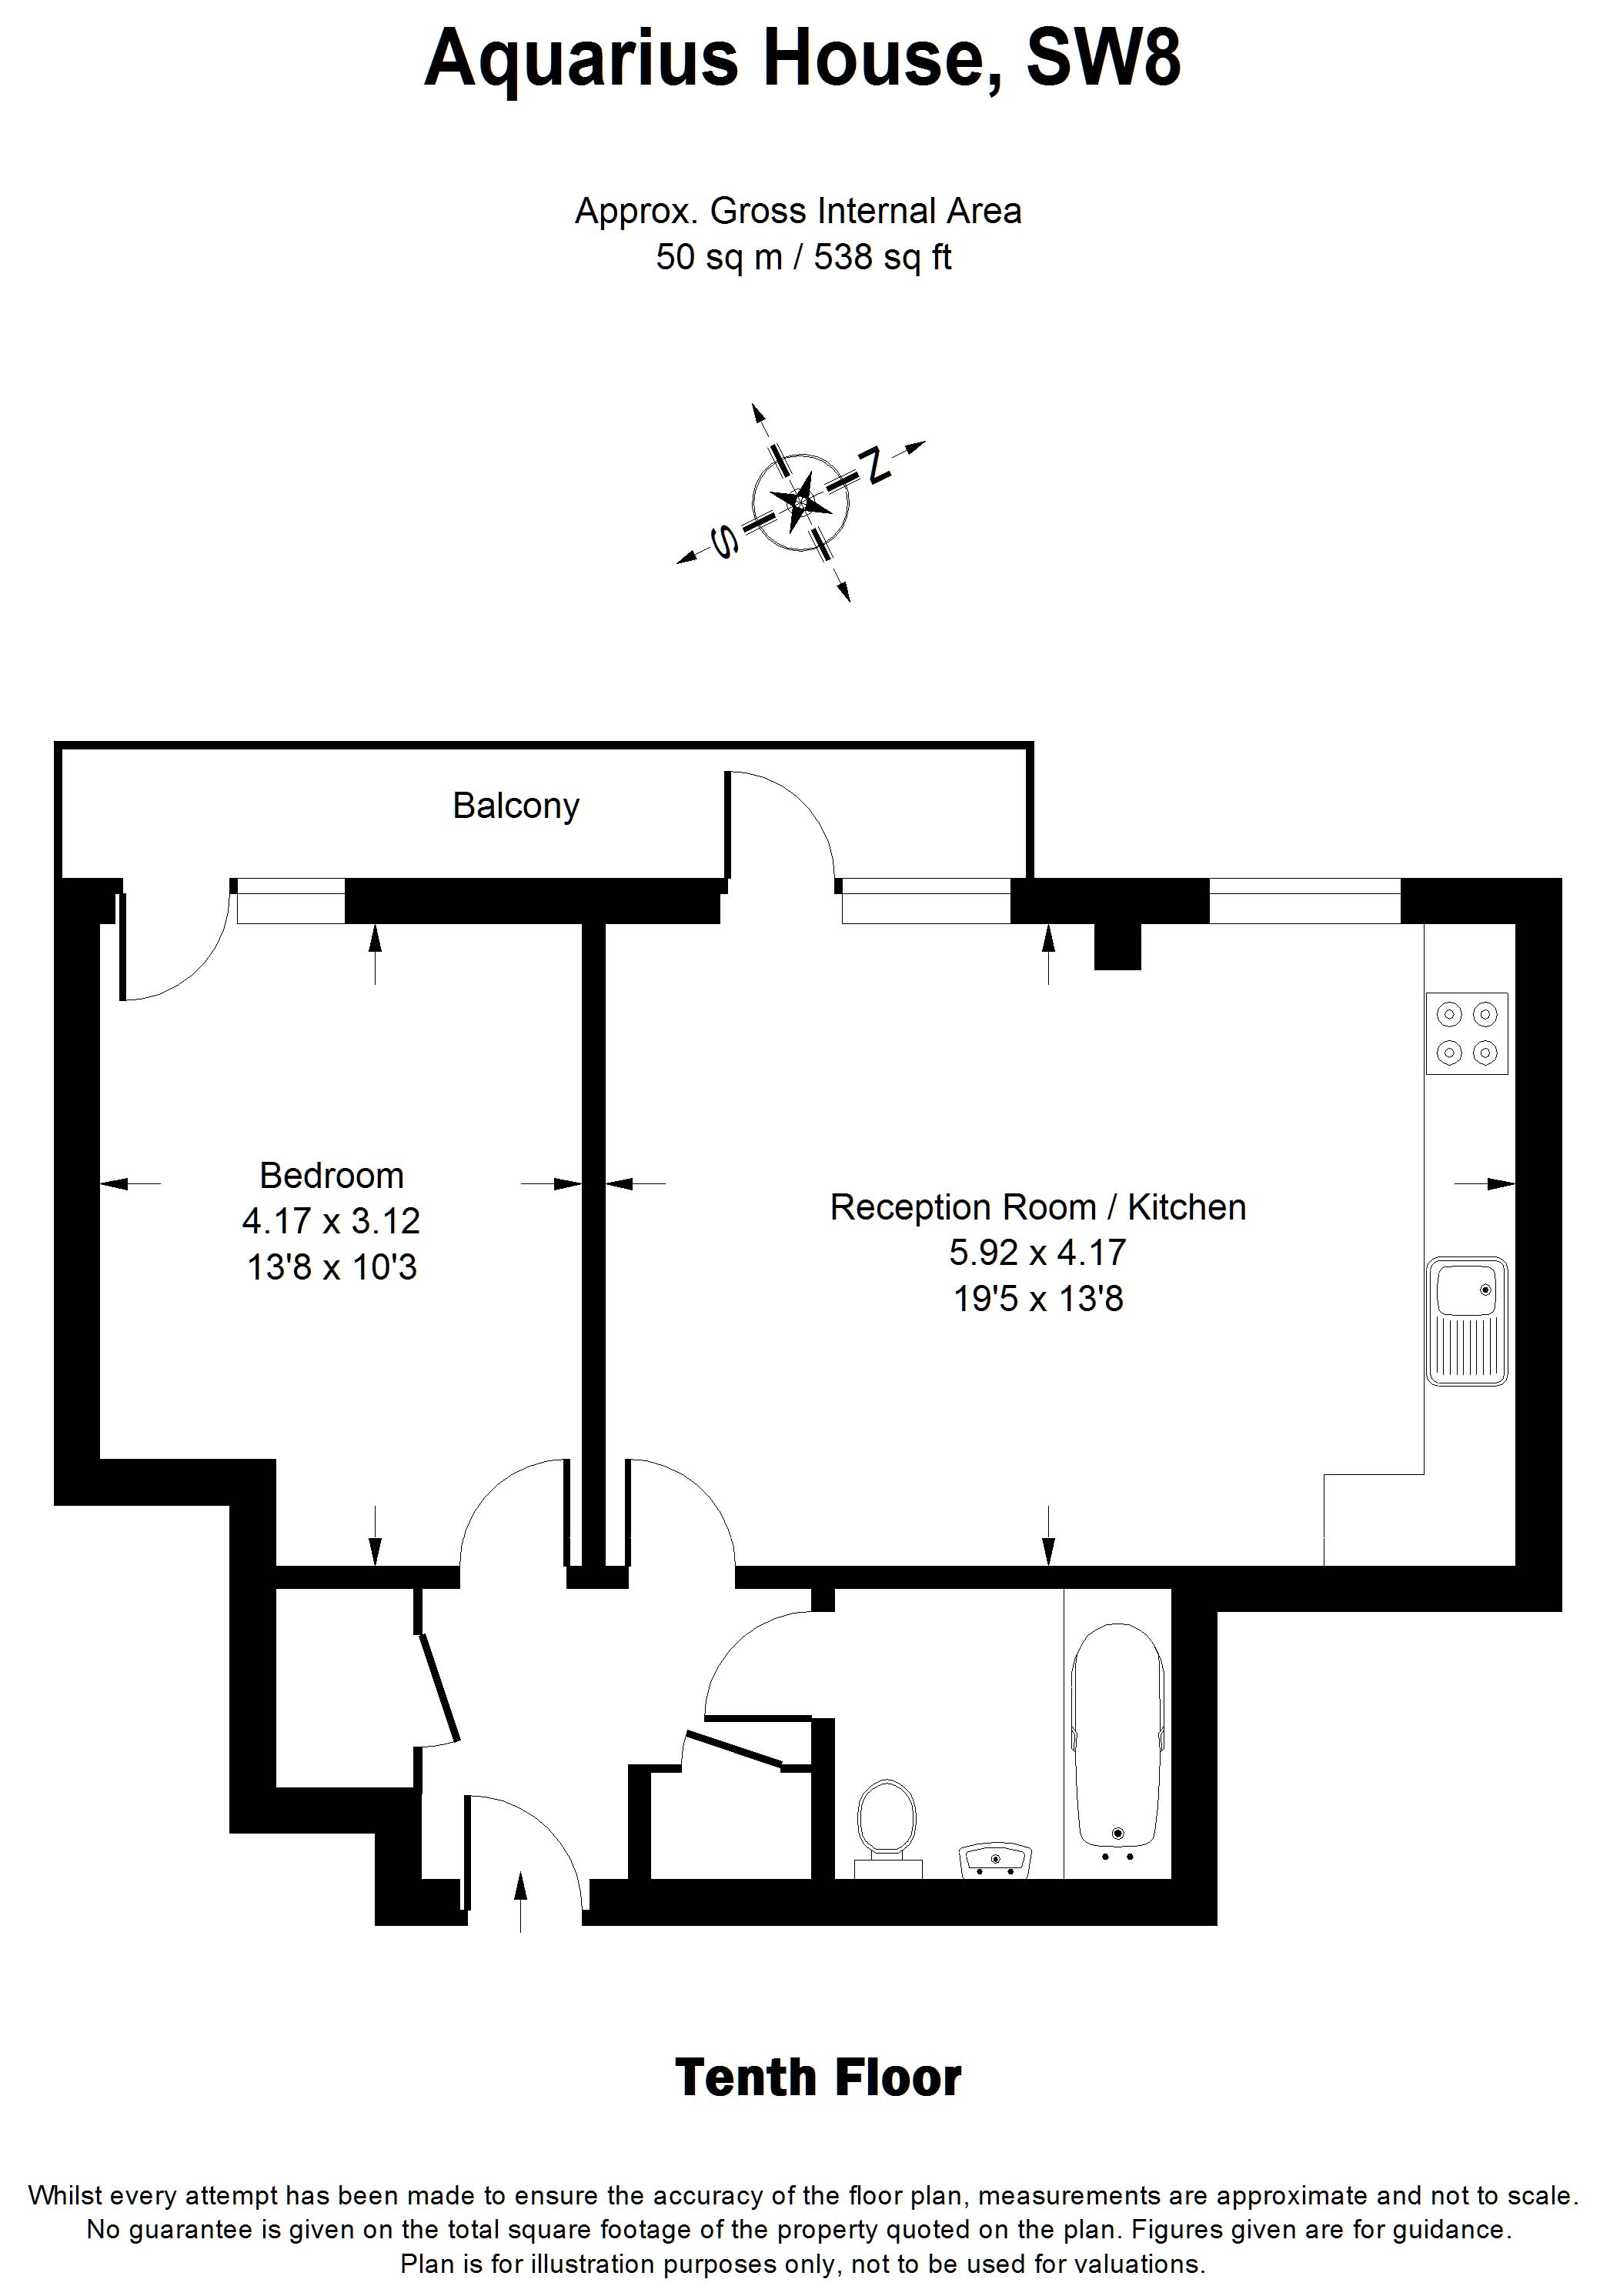 Aquarius House, SW8
Approx. Gross Internal Area
50 sq m / 538 sq ft
N
S
Balcony
Bedroom
4.17 x 3.12
13'8 x 10'3
Reception Room / Kitchen
5.92 x 4.17
19'5 x 13'8
Tenth Floor
Whilst every attempt has been made to ensure the accuracy of the floor plan, measurements are approximate and not to scale.
No guarantee is given on the total square footage of the property quoted on the plan. Figures given are for guidance.
Plan is for illustration purposes only, not to be used for valuations.